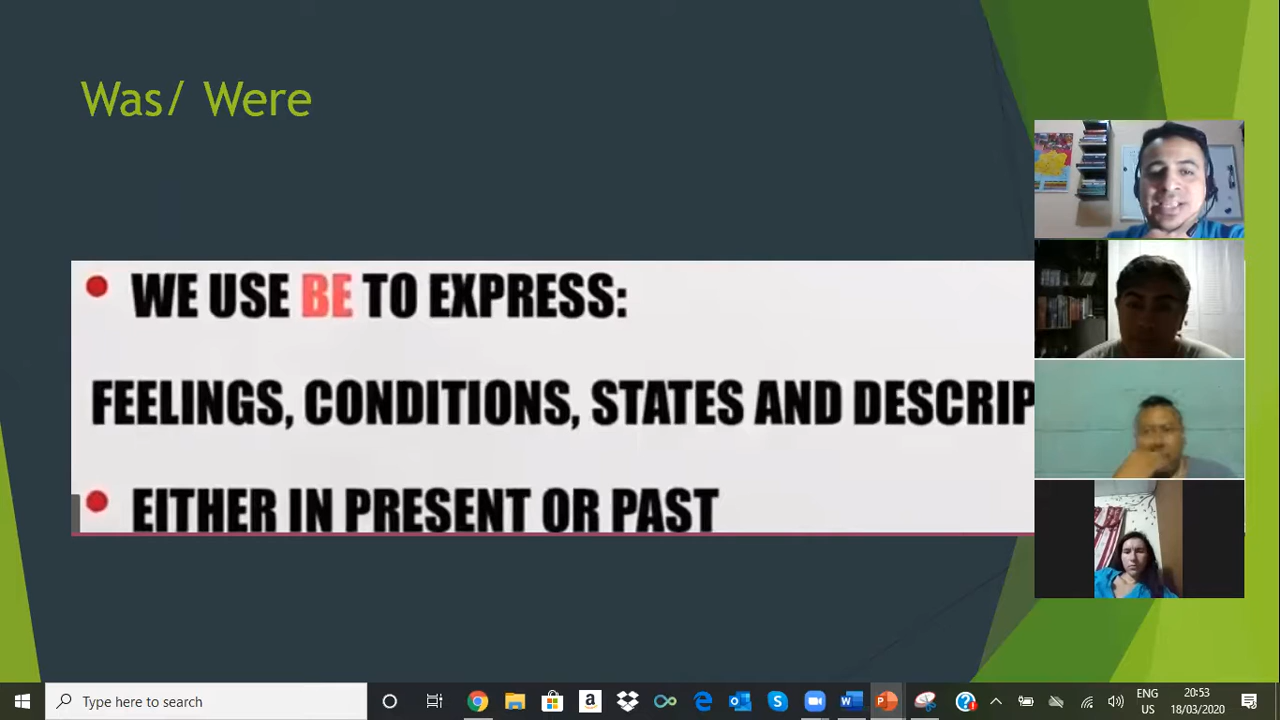 Was/ Were
• WE USE BE TO EXPRESS:
FEELINGS, CONDITIONS, STATES AND DESCRIP
• EITHER IN PRESENT OR PAST
Type here to search
ENG
US
20:53
18/03/2020